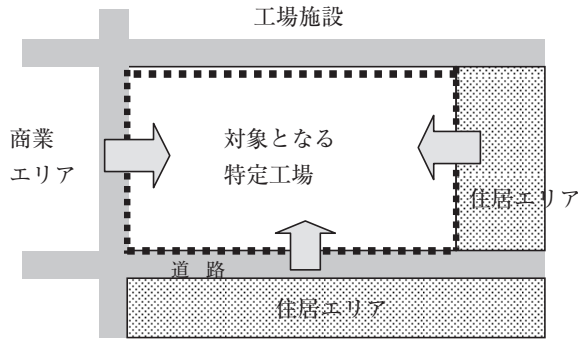 工場施設
商業
エリア
対象となる
特定工場
住居エリア
道 路
住居エリア